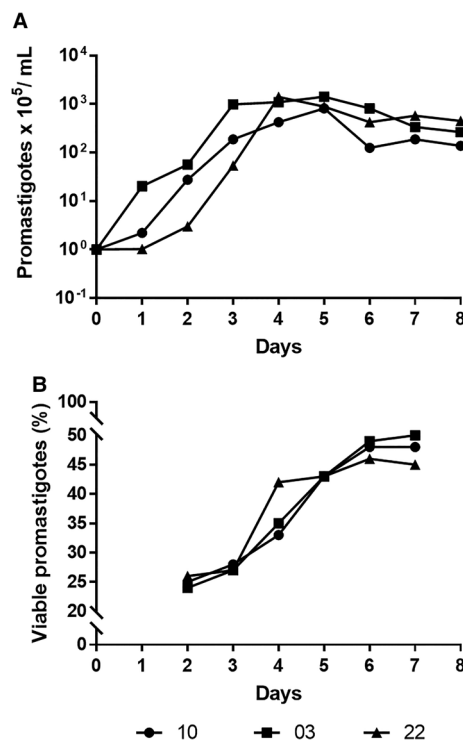 A
Promastigotes x 10⁵/ mL
10⁴
10³
10²
10¹
10⁰
10⁻¹
0 1 2 3 4 5 6 7 8
Days
B
Viable promastigotes (%)
100
50
45
40
35
30
25
20
0
0 1 2 3 4 5 6 7 8
Days
10 03 22